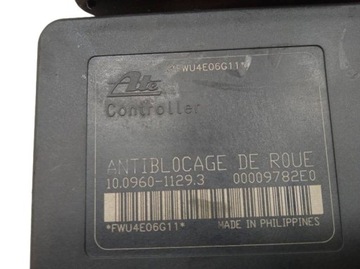 *FWU4E06G11*
Ate
Controller
ANTIBLOCAGE DE ROUE
10.0960-1129.3 00009782E0
*FWU4E06G11* MADE IN PHILIPPINES